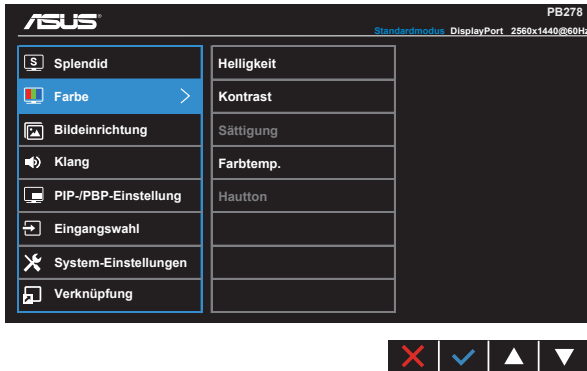 ASUS
PB278
Standardmodus DisplayPort 2560x1440@60Hz
S Splendid
Farbe
Bildeinrichtung
Klang
PIP-/PBP-Einstellung
Eingangswahl
System-Einstellungen
Verknüpfung
Helligkeit
Kontrast
Sättigung
Farbtemp.
Hautton